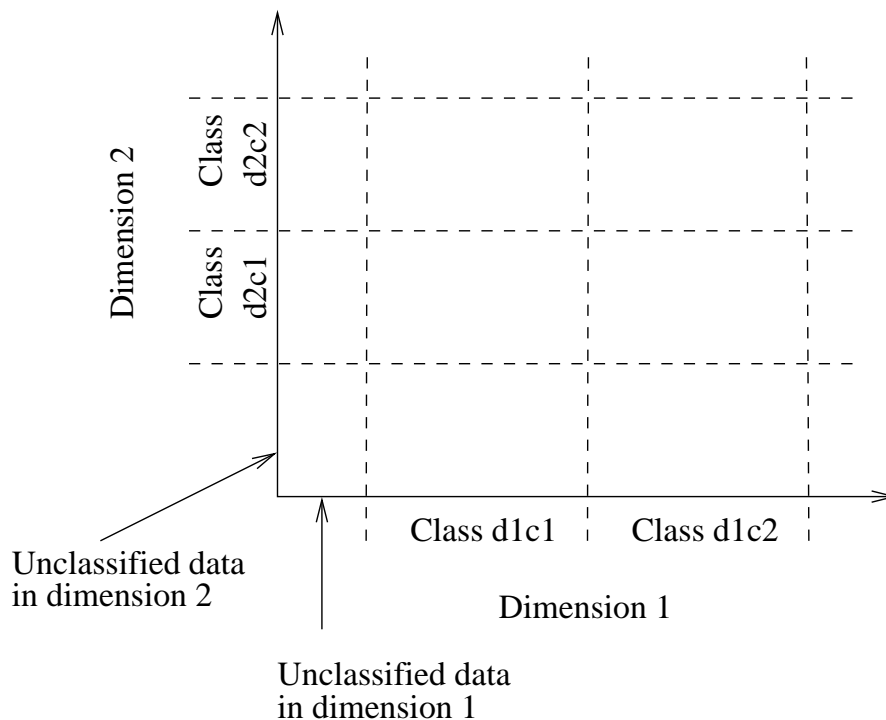 Dimension 2
Class
d2c2
Class
d2c1
Class d1c1
Class d1c2
Dimension 1
Unclassified data
in dimension 2
Unclassified data
in dimension 1